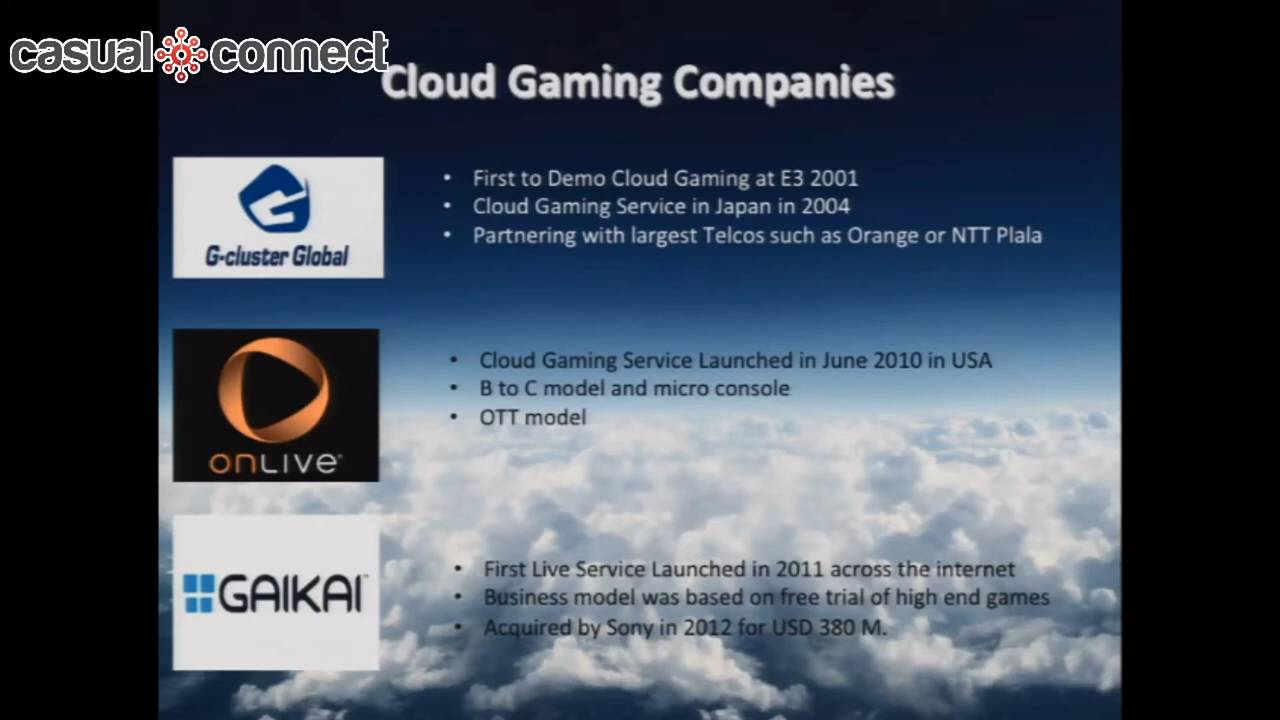 casual connect
Cloud Gaming Companies
G-cluster Global
• First to Demo Cloud Gaming at E3 2001
• Cloud Gaming Service in Japan in 2004
• Partnering with largest Telcos such as Orange or NTT Plala
onLIVE
• Cloud Gaming Service Launched in June 2010 in USA
• B to C model and micro console
• OTT model
GAIKAI™
• First Live Service Launched in 2011 across the internet
• Business model was based on free trial of high end games
• Acquired by Sony in 2012 for USD 380 M.